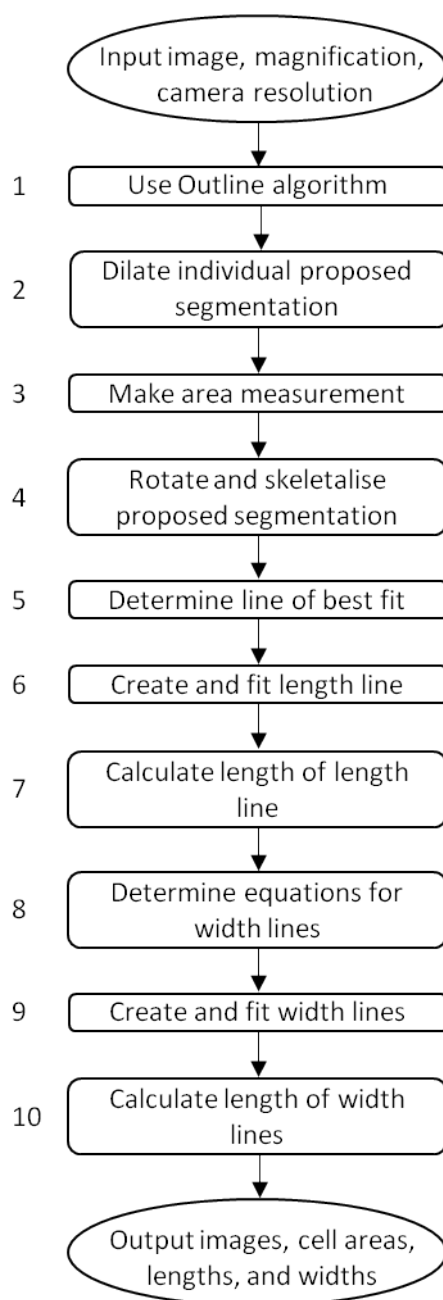 Input image, magnification,
camera resolution
1 Use Outline algorithm
2 Dilate individual proposed
segmentation
3 Make area measurement
4 Rotate and skeletalise
proposed segmentation
5 Determine line of best fit
6 Create and fit length line
7 Calculate length of length
line
8 Determine equations for
width lines
9 Create and fit width lines
10 Calculate length of width
lines
Output images, cell areas,
lengths, and widths